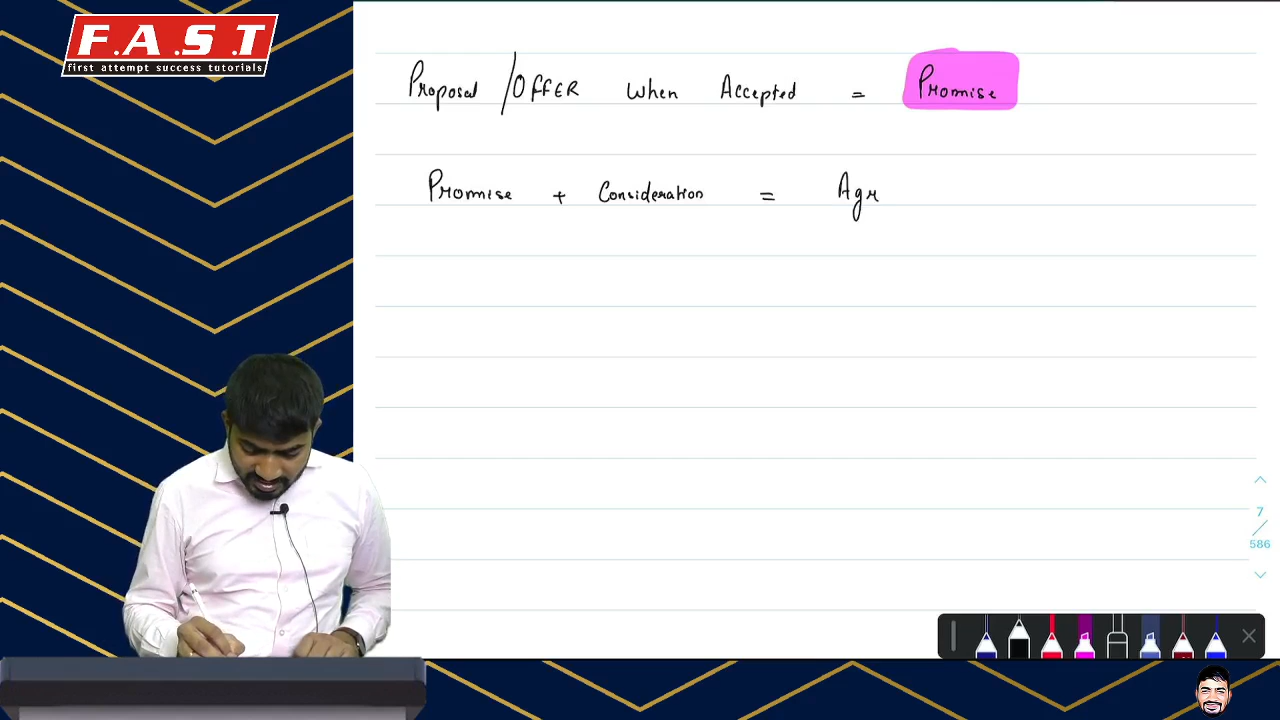 F.A.S.T
first attempt success tutorials
Proposal / OFFER when Accepted = Promise
Promise + Consideration = Agr
7
586